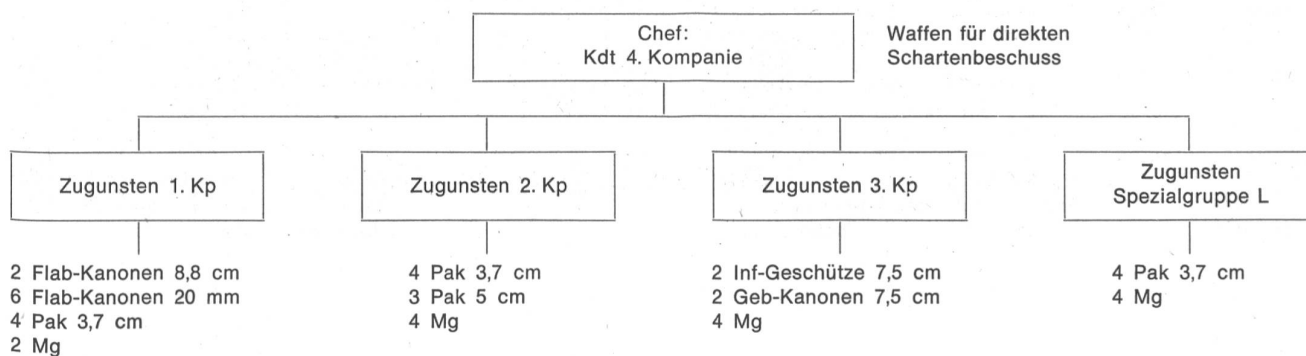 Chef:
Kdt 4. Kompanie
Waffen für direkten
Schartenbeschuss
Zugunsten 1. Kp
2 Flab-Kanonen 8,8 cm
6 Flab-Kanonen 20 mm
4 Pak 3,7 cm
2 Mg
Zugunsten 2. Kp
4 Pak 3,7 cm
3 Pak 5 cm
4 Mg
Zugunsten 3. Kp
2 Inf-Geschütze 7,5 cm
2 Geb-Kanonen 7,5 cm
4 Mg
Zugunsten
Spezialgruppe L
4 Pak 3,7 cm
4 Mg